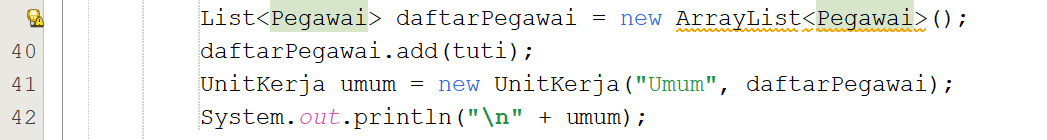 List<Pegawai> daftarPegawai = new ArrayList<Pegawai>();
40 daftarPegawai.add(tuti);
41 UnitKerja umum = new UnitKerja("Umum", daftarPegawai);
42 System.out.println("\n" + umum);